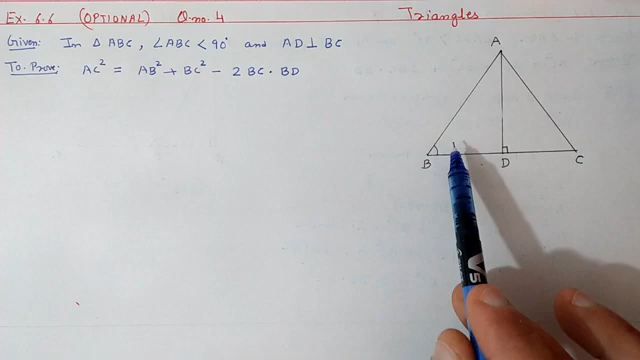 Ex. 6.6 (OPTIONAL) Q.no. 4
Triangles
Given: In Δ ABC, ∠ABC < 90° and AD ⊥ BC
To Prove: AC² = AB² + BC² - 2 BC · BD
A
B D C
VS